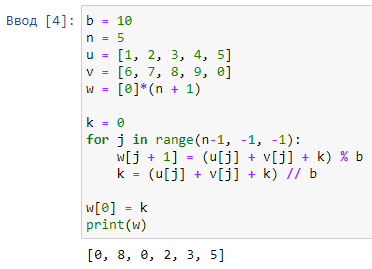 Ввод [4]: b = 10
n = 5
u = [1, 2, 3, 4, 5]
v = [6, 7, 8, 9, 0]
w = [0]*(n + 1)
k = 0
for j in range(n-1, -1, -1):
    w[j + 1] = (u[j] + v[j] + k) % b
    k = (u[j] + v[j] + k) // b
w[0] = k
print(w)
[0, 8, 0, 2, 3, 5]